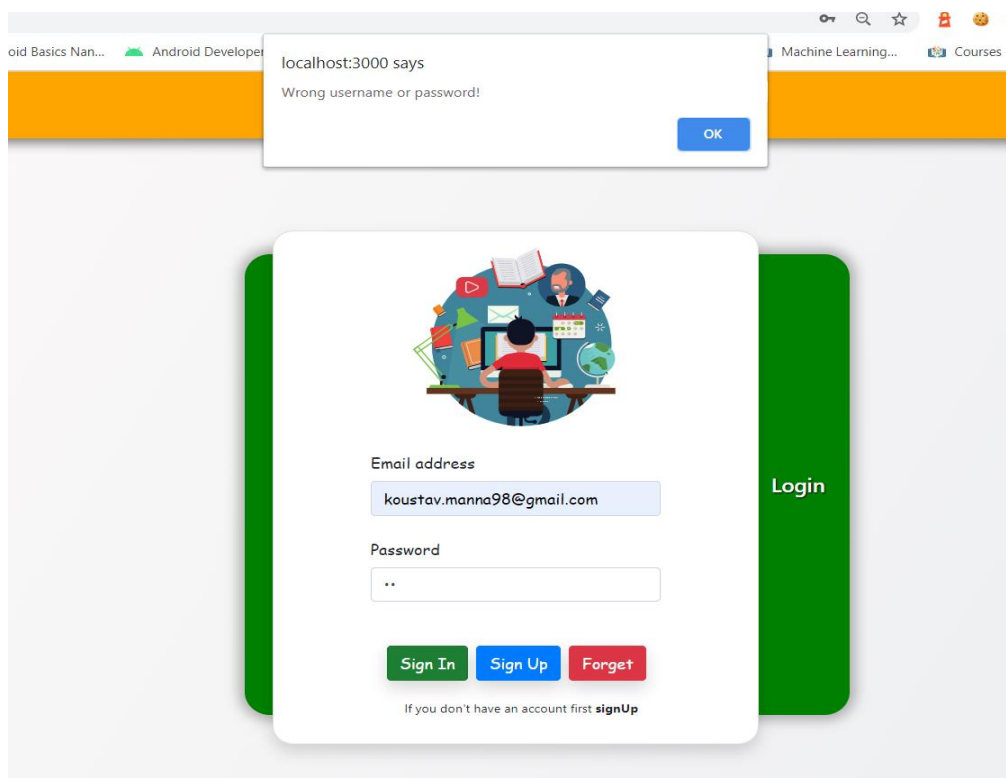 oid Basics Nan... Android Developer Machine Learning... Courses
localhost:3000 says
Wrong username or password!
OK
Email address
koustav.manna98@gmail.com
Login
Password
••
Sign In Sign Up Forget
If you don't have an account first signUp